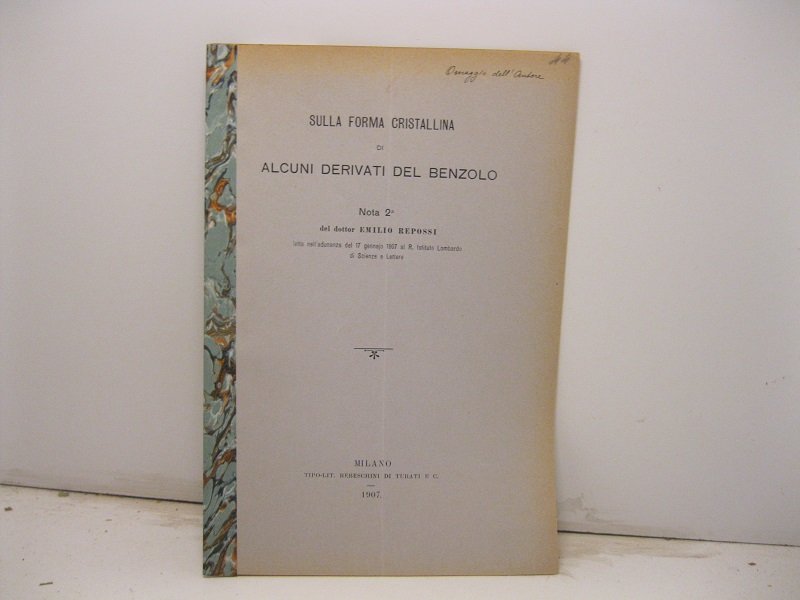 Omaggio dell'Autore
SULLA FORMA CRISTALLINA
DI
ALCUNI DERIVATI DEL BENZOLO
Nota 2ª
del dottor EMILIO REPOSSI
letta nell'adunanza del 17 gennajo 1907 al R. Istituto Lombardo
di Scienze e Lettere
MILANO
TIPO-LIT. REBESCHINI DI TURATI E C.
1907.